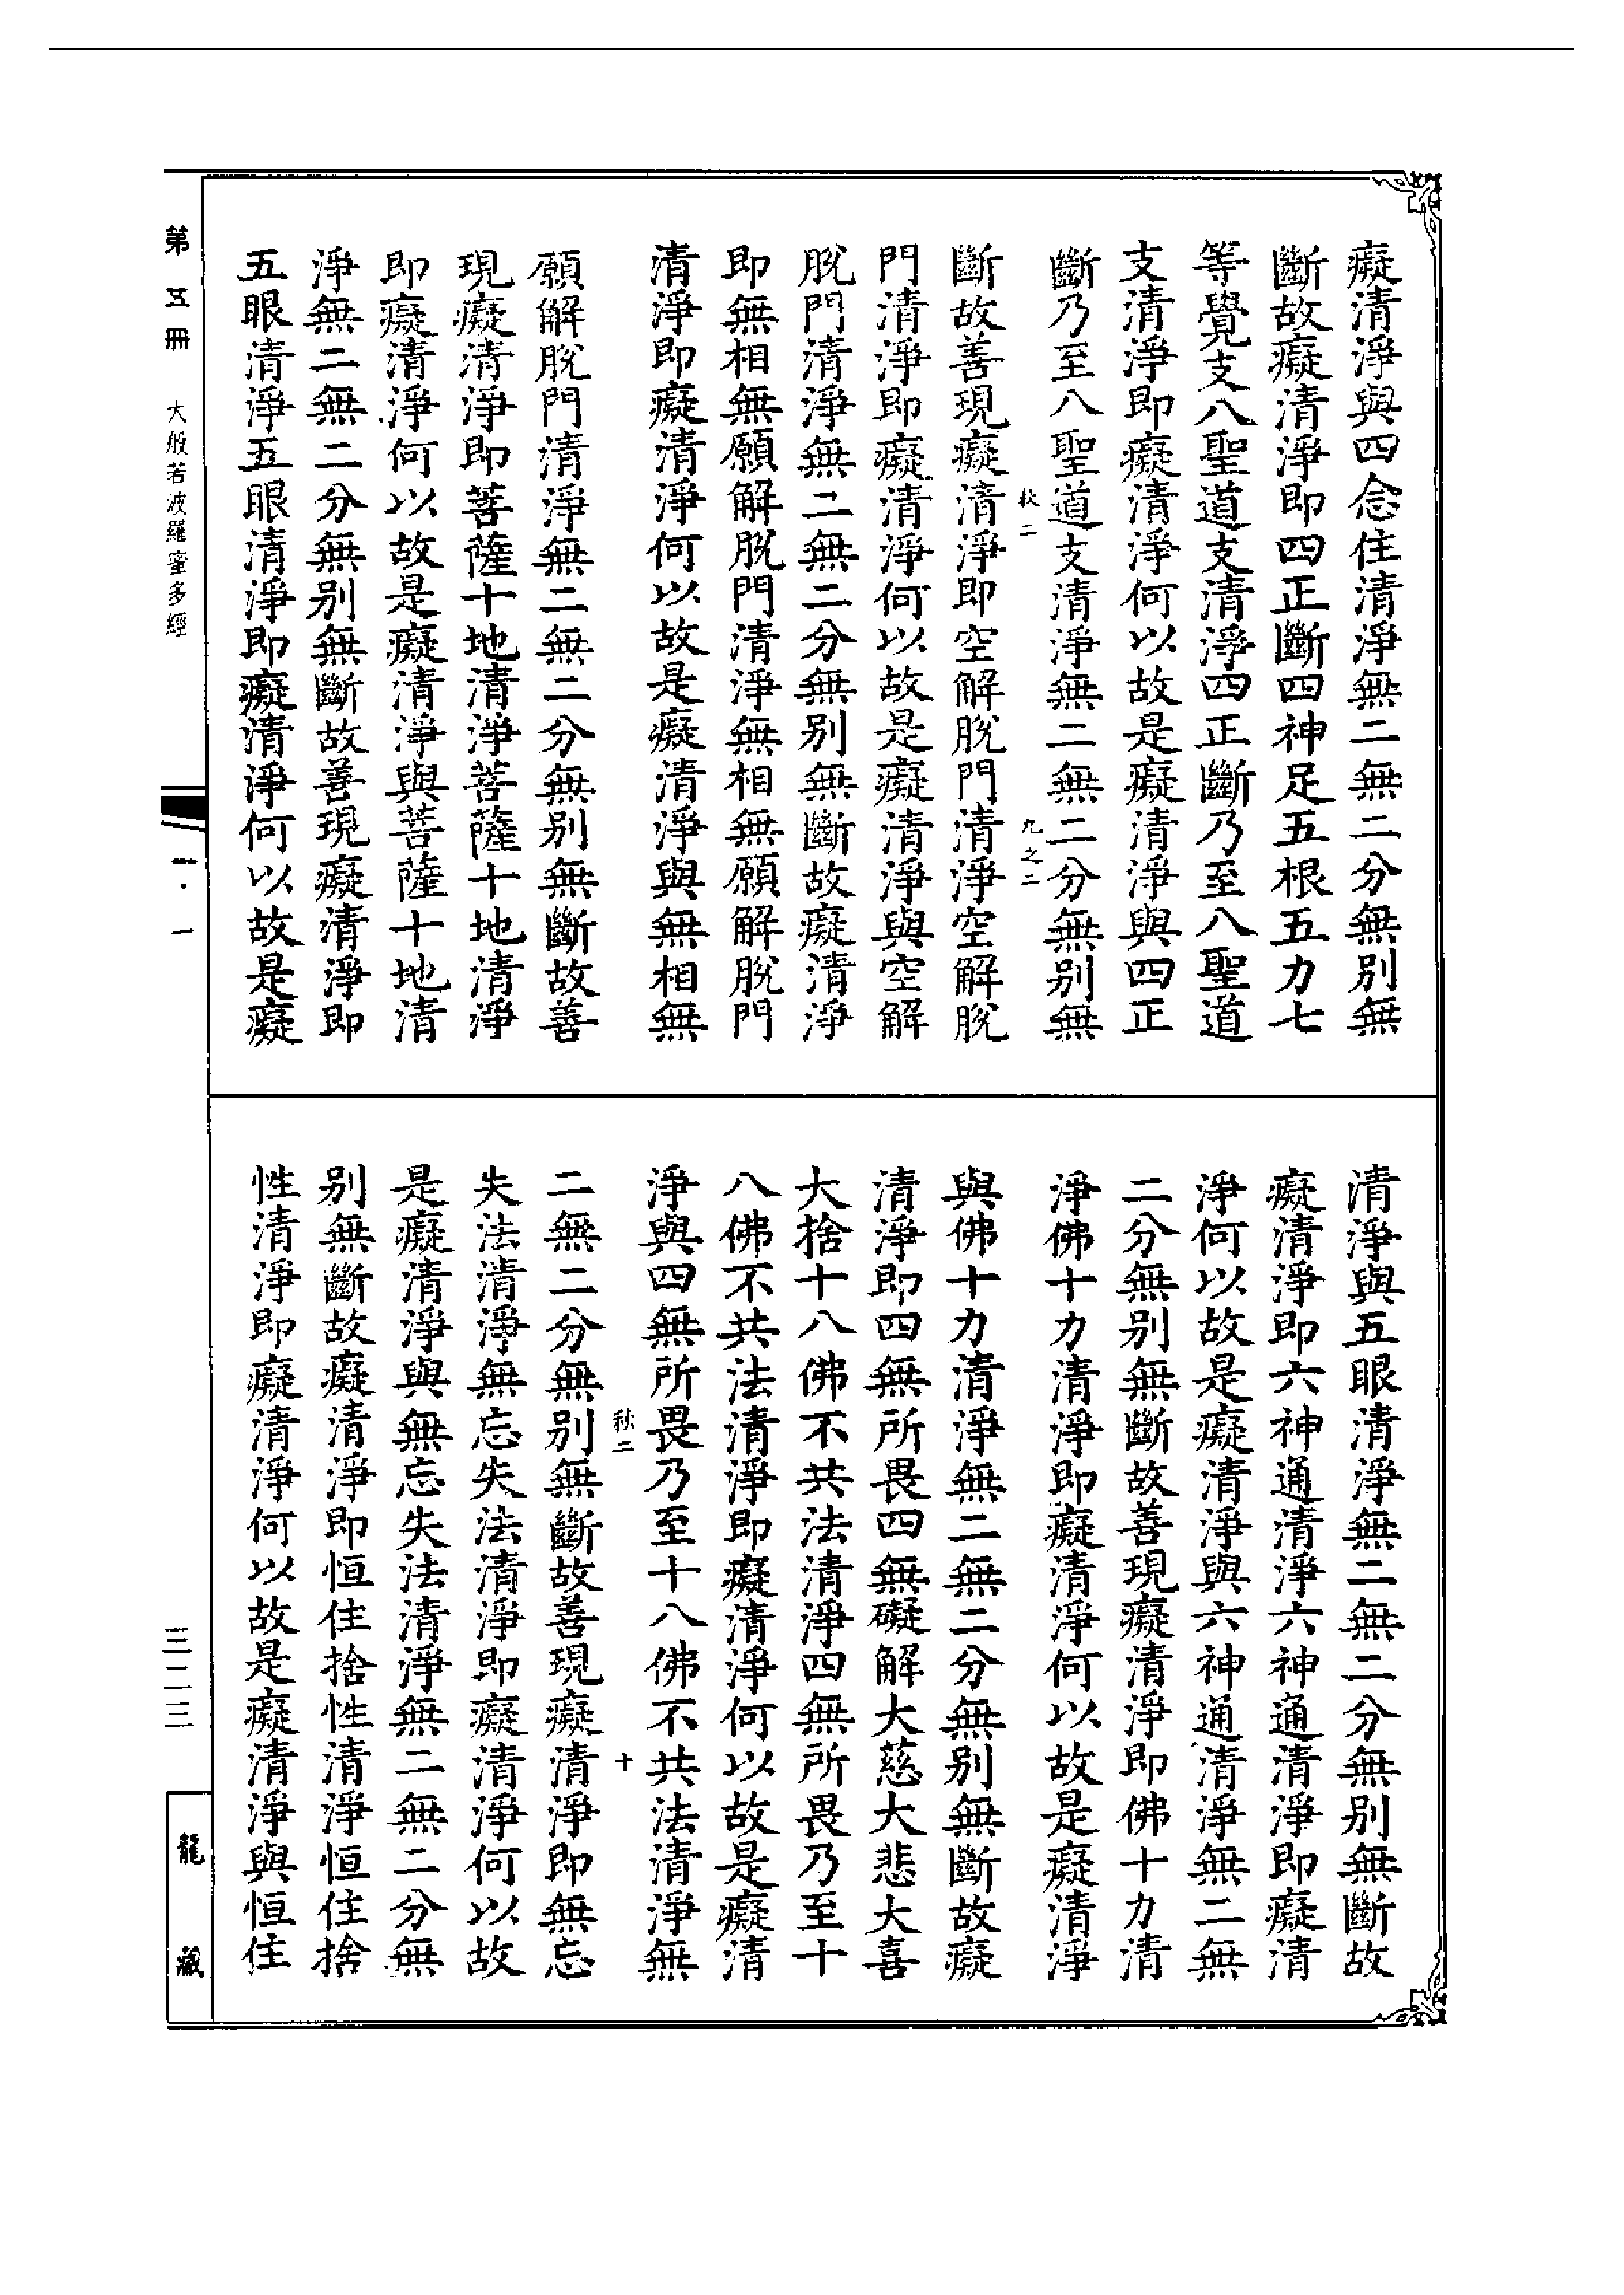 癡清淨與四念住清淨無二無二分無別無
斷故癡清淨即四正斷四神足五根五力七
等覺支八聖道支清淨四正斷乃至八聖道
支清淨即癡清淨何以故是癡清淨與四正
斷乃至八聖道支清淨無二無二分無別無
秋二 九之二
斷故善現癡清淨即空解脫門清淨空解脫
門清淨即癡清淨何以故是癡清淨與空解
脫門清淨無二無二分無別無斷故癡清淨
即無相無願解脫門清淨無相無願解脫門
清淨即癡清淨何以故是癡清淨與無相無
願解脫門清淨無二無二分無別無斷故善
現癡清淨即菩薩十地清淨菩薩十地清淨
即癡清淨何以故是癡清淨與菩薩十地清
淨無二無二分無別無斷故善現癡清淨即
五眼清淨五眼清淨即癡清淨何以故是癡
清淨與五眼清淨無二無二分無別無斷故
癡清淨即六神通清淨六神通清淨即癡清
淨何以故是癡清淨與六神通清淨無二無
二分無別無斷故善現癡清淨即佛十力清
淨佛十力清淨即癡清淨何以故是癡清淨
與佛十力清淨無二無二分無別無斷故癡
清淨即四無所畏四無礙解大慈大悲大喜
大捨十八佛不共法清淨四無所畏乃至十
八佛不共法清淨即癡清淨何以故是癡清
淨與四無所畏乃至十八佛不共法清淨無
秋二 十
二無二分無別無斷故善現癡清淨即無忘
失法清淨無忘失法清淨即癡清淨何以故
是癡清淨與無忘失法清淨無二無二分無
別無斷故癡清淨即恒住捨性清淨恒住捨
性清淨即癡清淨何以故是癡清淨與恒住
第五冊 大般若波羅蜜多經 一·一 三二三 龍藏